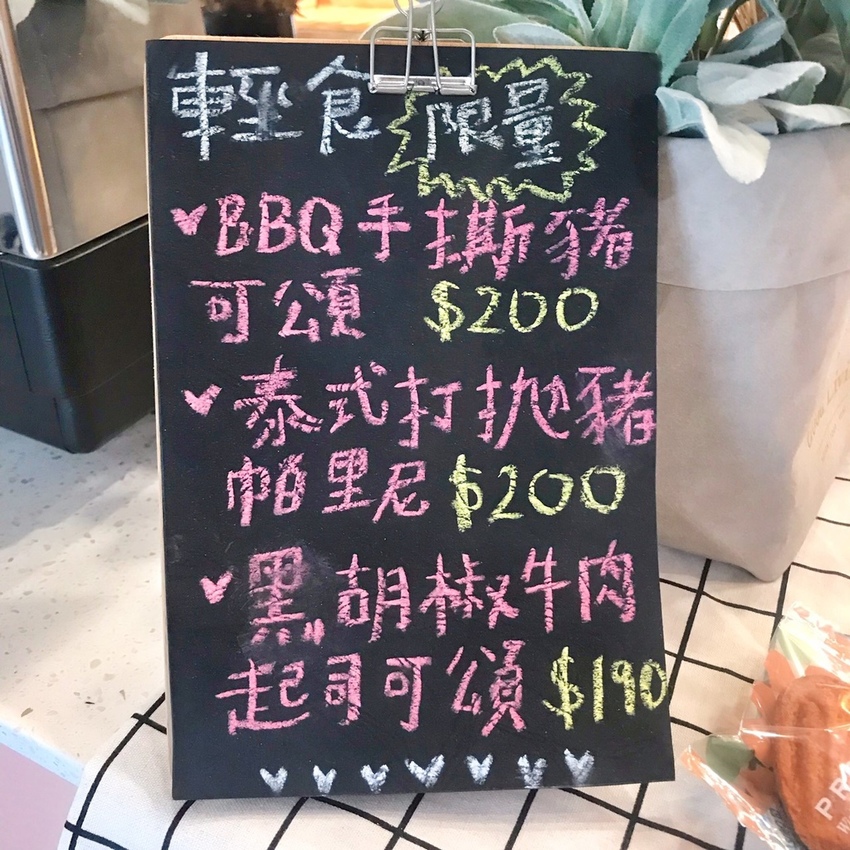 輕食 限量
BBQ手撕豬
可頌 $200
泰式打拋豬
帕里尼 $200
黑胡椒牛肉
起司可頌 $190